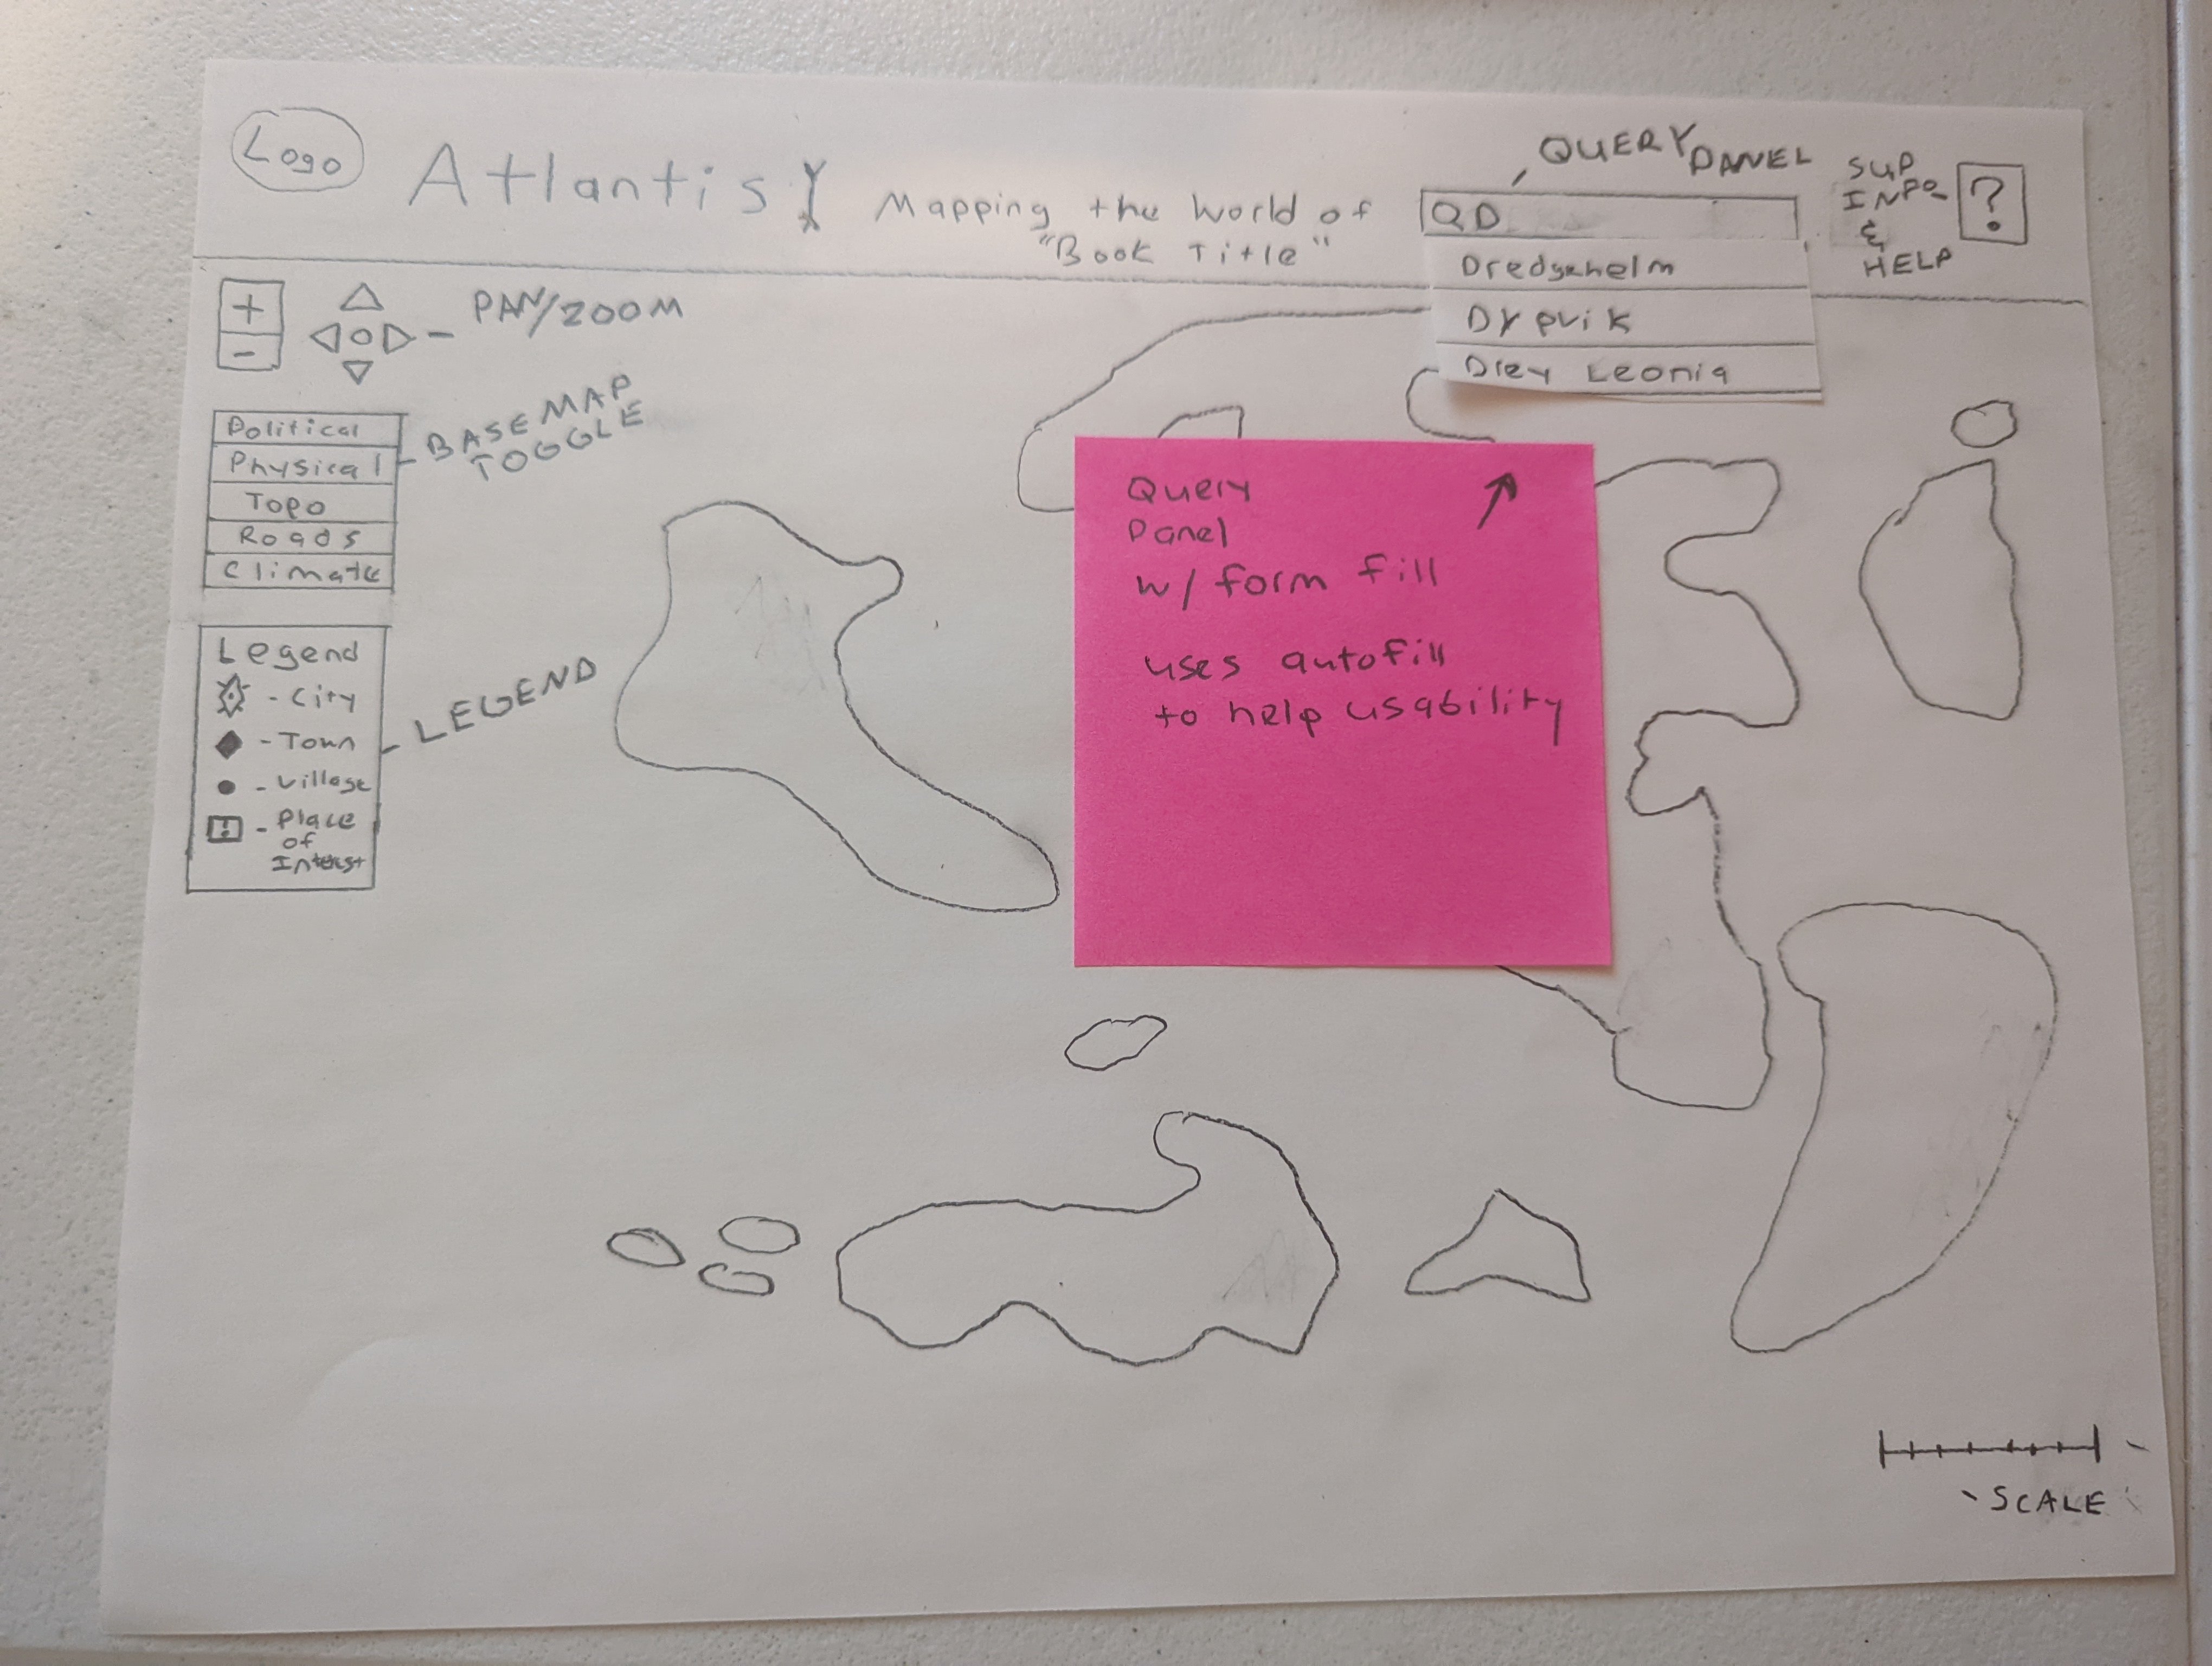 Logo
Atlantis!
Mapping the World of
"Book Title"
QUERY PANEL
QD
Dredgehelm
Drpvik
Drey Leonia
SUP
INFO
&
HELP
?
+
-
PAN/ZOOM
Political
Physical
Topo
Roads
Climate
BASEMAP
TOGGLE
Legend
- City
- Town
- Village
- Place
of
Interest
LEGEND
Query
Panel
w/ form fill
uses autofill
to help usability
- SCALE